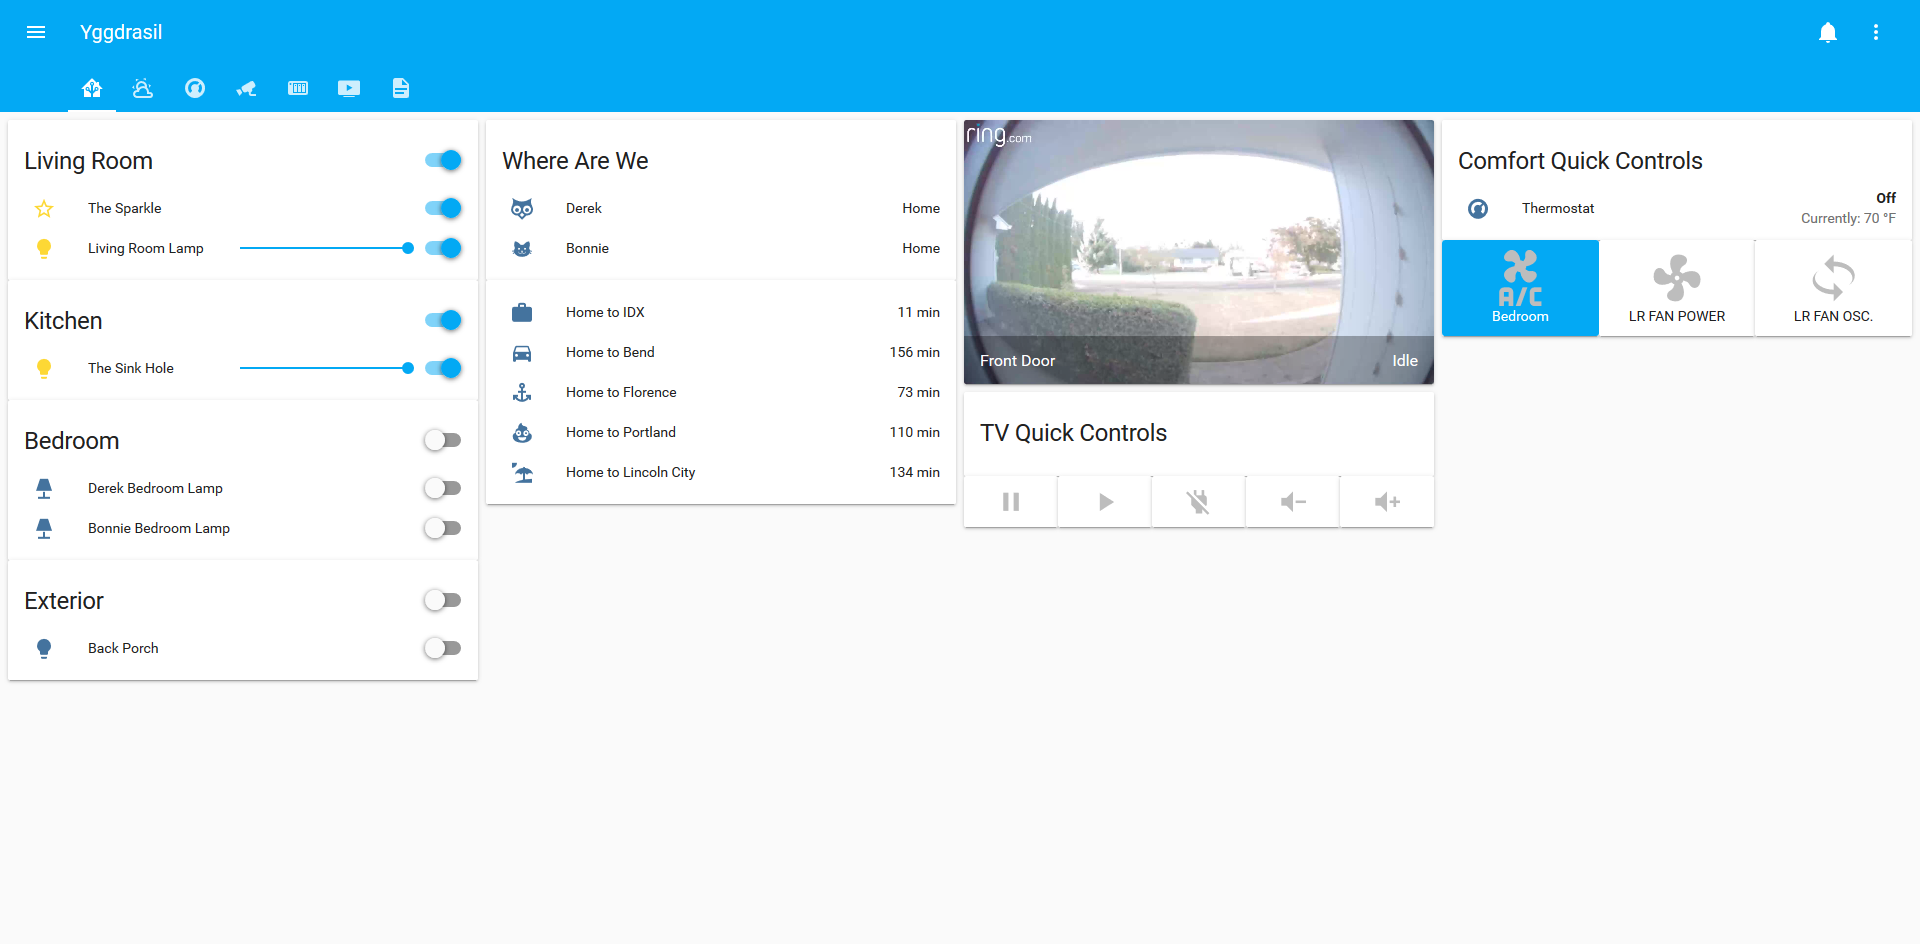 Yggdrasil
Living Room
The Sparkle
Living Room Lamp
Kitchen
The Sink Hole
Bedroom
Derek Bedroom Lamp
Bonnie Bedroom Lamp
Exterior
Back Porch
Where Are We
Derek Home
Bonnie Home
Home to IDX 11 min
Home to Bend 156 min
Home to Florence 73 min
Home to Portland 110 min
Home to Lincoln City 134 min
ring.com
Front Door Idle
TV Quick Controls
Comfort Quick Controls
Thermostat Off
Currently: 70 °F
A/C
Bedroom LR FAN POWER LR FAN OSC.